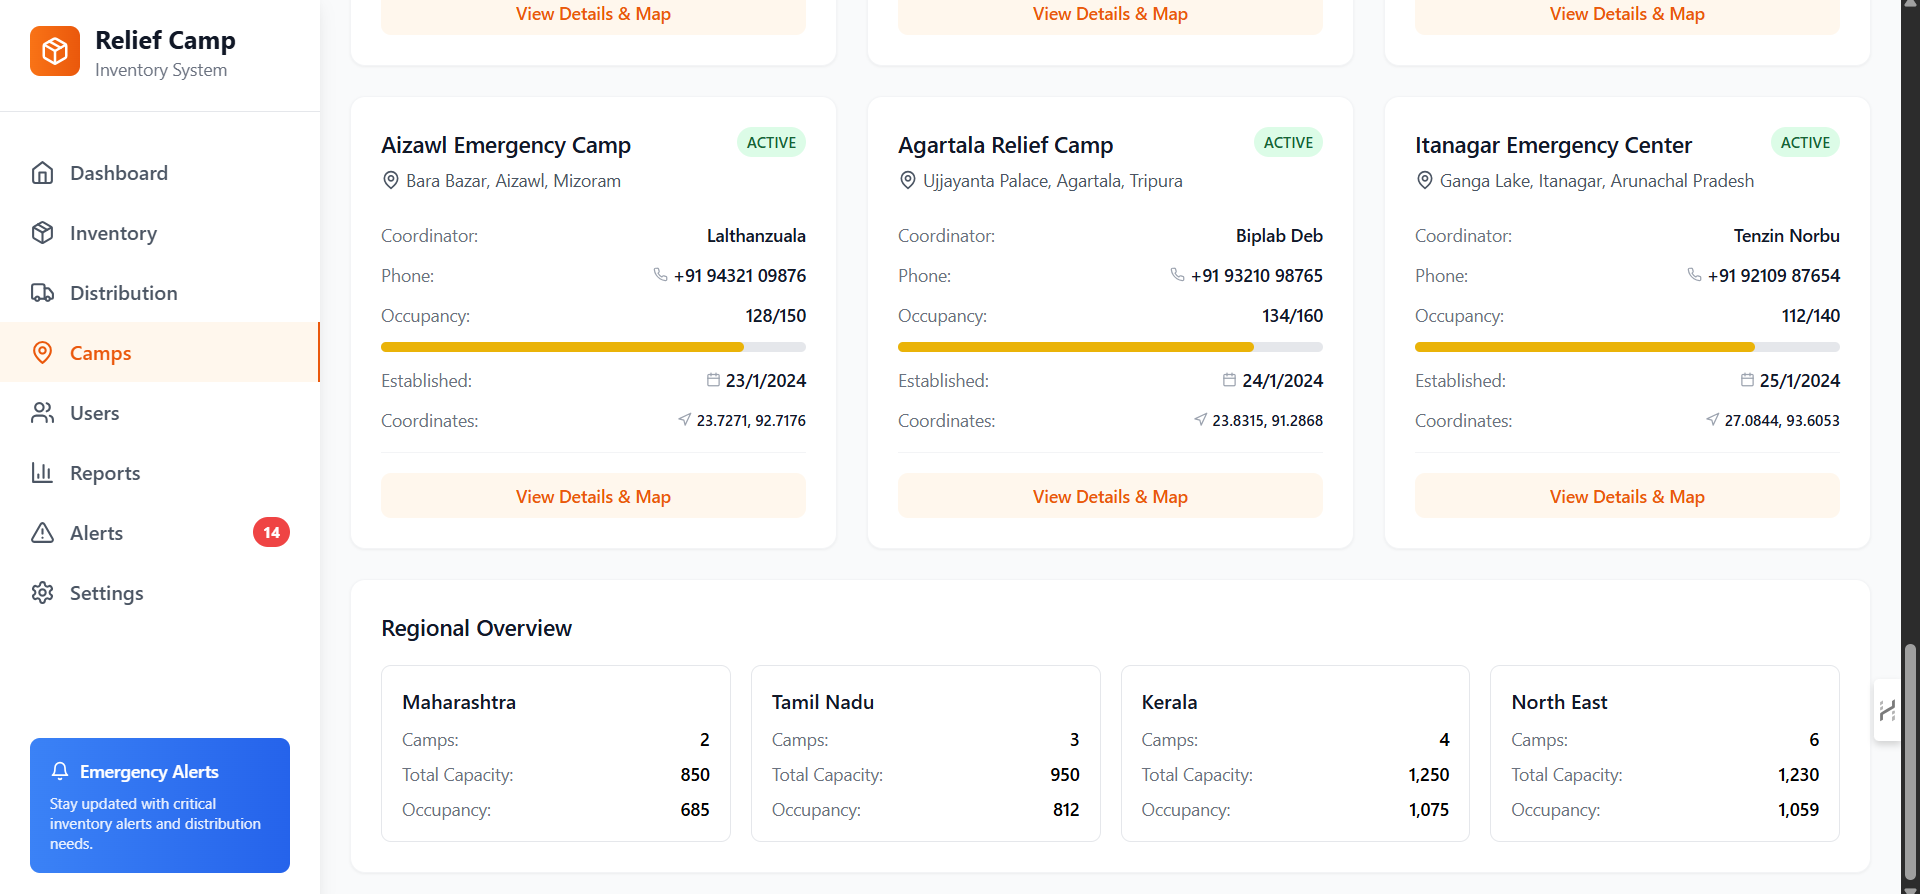 Relief Camp
Inventory System
Dashboard
Inventory
Distribution
Camps
Users
Reports
Alerts 14
Settings
Emergency Alerts
Stay updated with critical
inventory alerts and distribution
needs.
View Details & Map View Details & Map View Details & Map
Aizawl Emergency Camp ACTIVE
Bara Bazar, Aizawl, Mizoram
Coordinator: Lalthanzuala
Phone: +91 94321 09876
Occupancy: 128/150
Established: 23/1/2024
Coordinates: 23.7271, 92.7176
View Details & Map
Agartala Relief Camp ACTIVE
Ujjayanta Palace, Agartala, Tripura
Coordinator: Biplab Deb
Phone: +91 93210 98765
Occupancy: 134/160
Established: 24/1/2024
Coordinates: 23.8315, 91.2868
View Details & Map
Itanagar Emergency Center ACTIVE
Ganga Lake, Itanagar, Arunachal Pradesh
Coordinator: Tenzin Norbu
Phone: +91 92109 87654
Occupancy: 112/140
Established: 25/1/2024
Coordinates: 27.0844, 93.6053
View Details & Map
Regional Overview
Maharashtra
Camps: 2
Total Capacity: 850
Occupancy: 685
Tamil Nadu
Camps: 3
Total Capacity: 950
Occupancy: 812
Kerala
Camps: 4
Total Capacity: 1,250
Occupancy: 1,075
North East
Camps: 6
Total Capacity: 1,230
Occupancy: 1,059